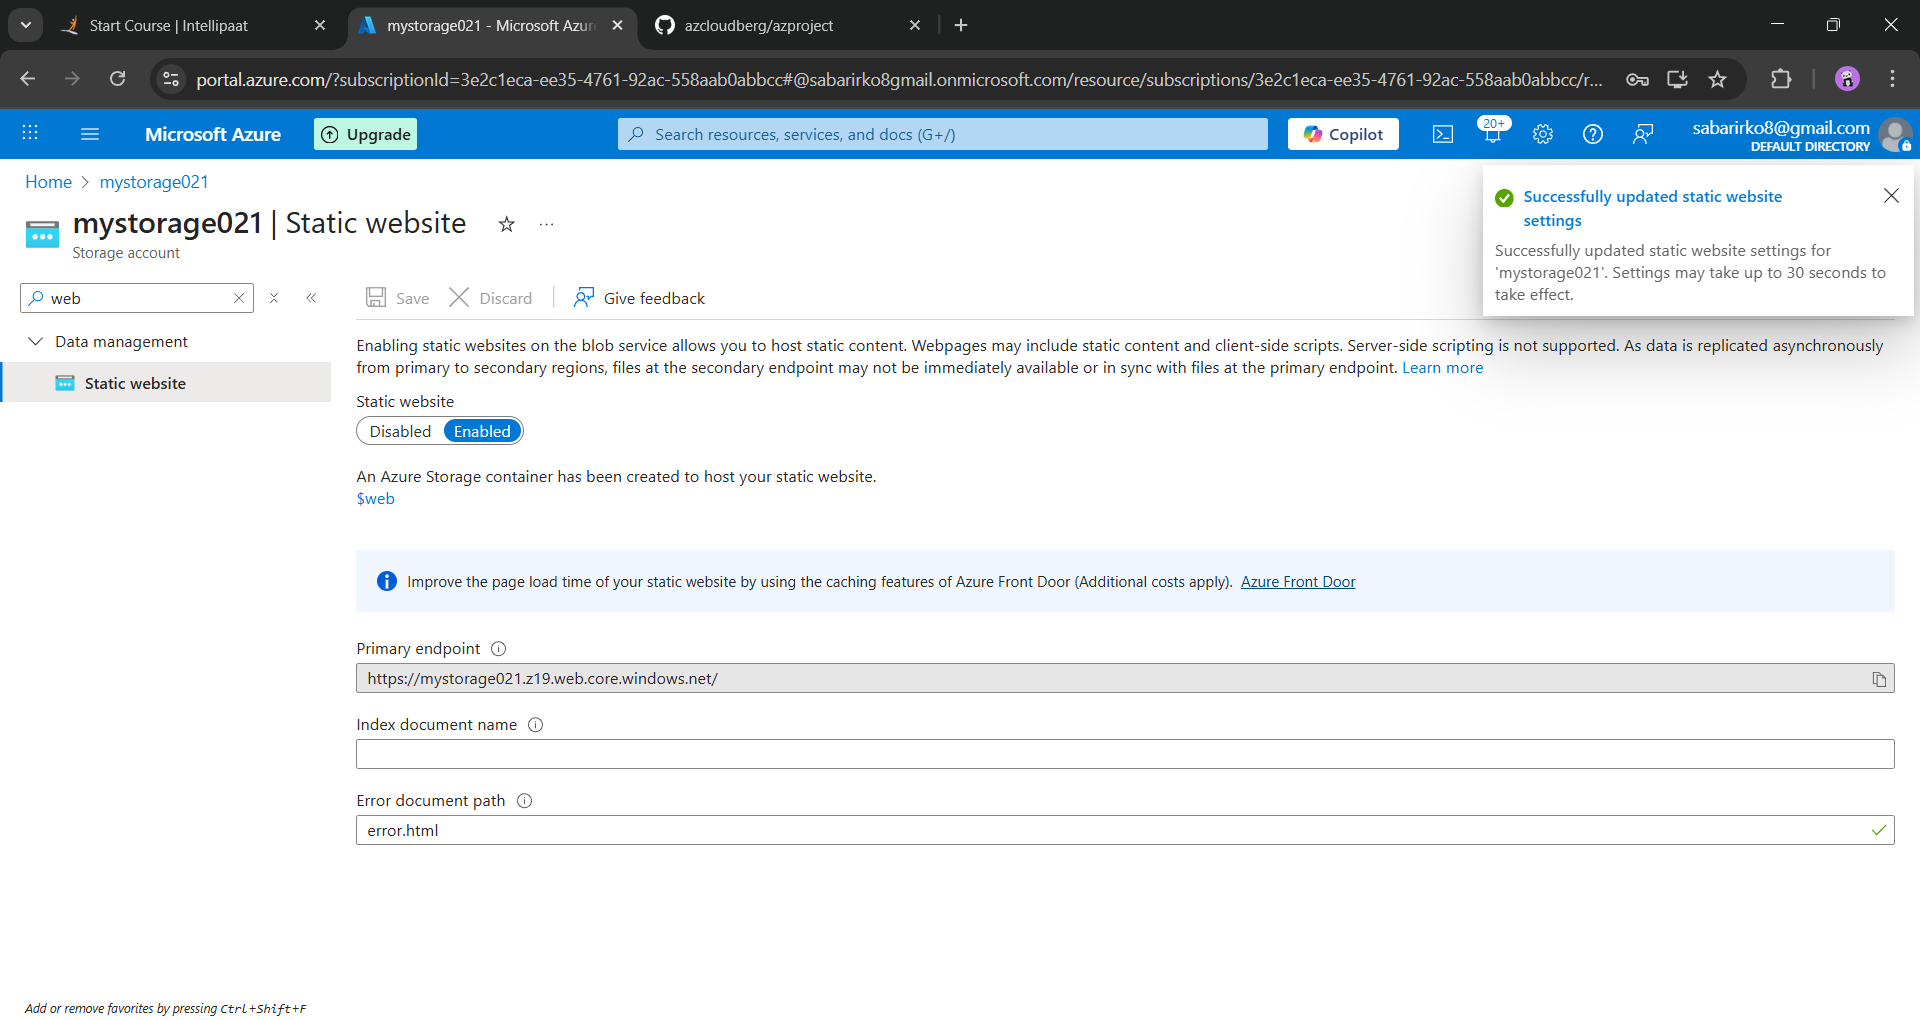 Start Course | Intellipaat
mystorage021 - Microsoft Azur
azcloudberg/azproject
portal.azure.com/?subscriptionId=3e2c1eca-ee35-4761-92ac-558aab0abbcc#@sabarirko8gmail.onmicrosoft.com/resource/subscriptions/3e2c1eca-ee35-4761-92ac-558aab0abbcc/r...
Microsoft Azure
Upgrade
Search resources, services, and docs (G+/)
Copilot
20+
sabarirko8@gmail.com
DEFAULT DIRECTORY
Home > mystorage021
mystorage021 | Static website
Storage account
Successfully updated static website
settings
Successfully updated static website settings for
'mystorage021'. Settings may take up to 30 seconds to
take effect.
web
Data management
Static website
Save
Discard
Give feedback
Enabling static websites on the blob service allows you to host static content. Webpages may include static content and client-side scripts. Server-side scripting is not supported. As data is replicated asynchronously
from primary to secondary regions, files at the secondary endpoint may not be immediately available or in sync with files at the primary endpoint. Learn more
Static website
Disabled Enabled
An Azure Storage container has been created to host your static website.
$web
Improve the page load time of your static website by using the caching features of Azure Front Door (Additional costs apply). Azure Front Door
Primary endpoint
https://mystorage021.z19.web.core.windows.net/
Index document name
Error document path
error.html
Add or remove favorites by pressing Ctrl+Shift+F